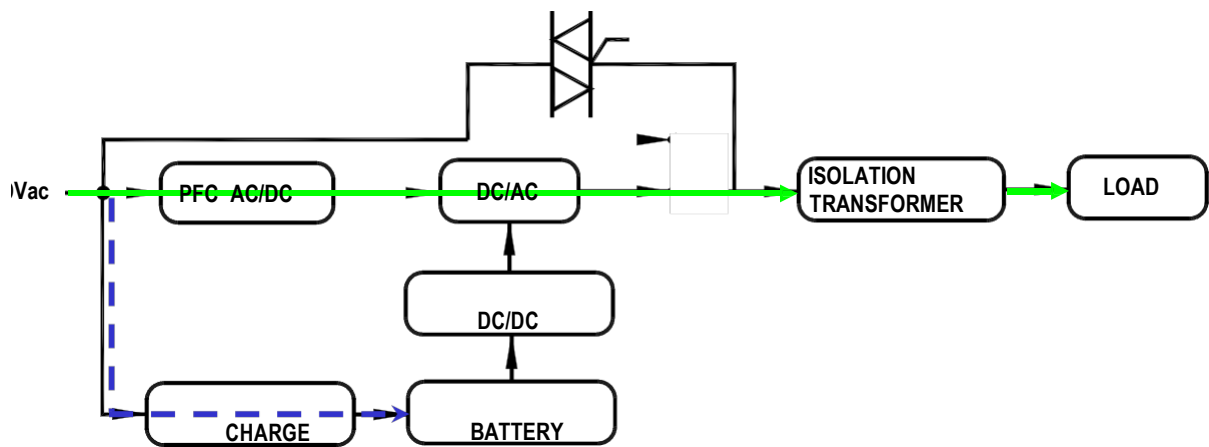 Vac
PFC AC/DC
DC/AC
ISOLATION
TRANSFORMER
LOAD
DC/DC
CHARGE
BATTERY